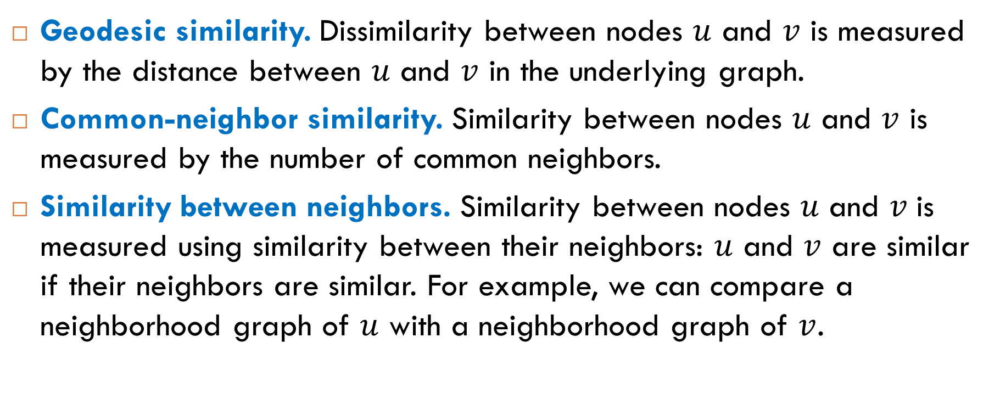 Geodesic similarity. Dissimilarity between nodes 𝑢 and 𝑣 is measured
by the distance between 𝑢 and 𝑣 in the underlying graph.
Common-neighbor similarity. Similarity between nodes 𝑢 and 𝑣 is
measured by the number of common neighbors.
Similarity between neighbors. Similarity between nodes 𝑢 and 𝑣 is
measured using similarity between their neighbors: 𝑢 and 𝑣 are similar
if their neighbors are similar. For example, we can compare a
neighborhood graph of 𝑢 with a neighborhood graph of 𝑣.